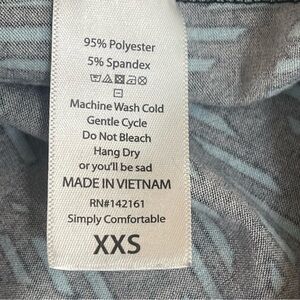 95% Polyester
5% Spandex
Machine Wash Cold
Gentle Cycle
Do Not Bleach
Hang Dry
or you'll be sad
MADE IN VIETNAM
RN#142161
Simply Comfortable
XXS